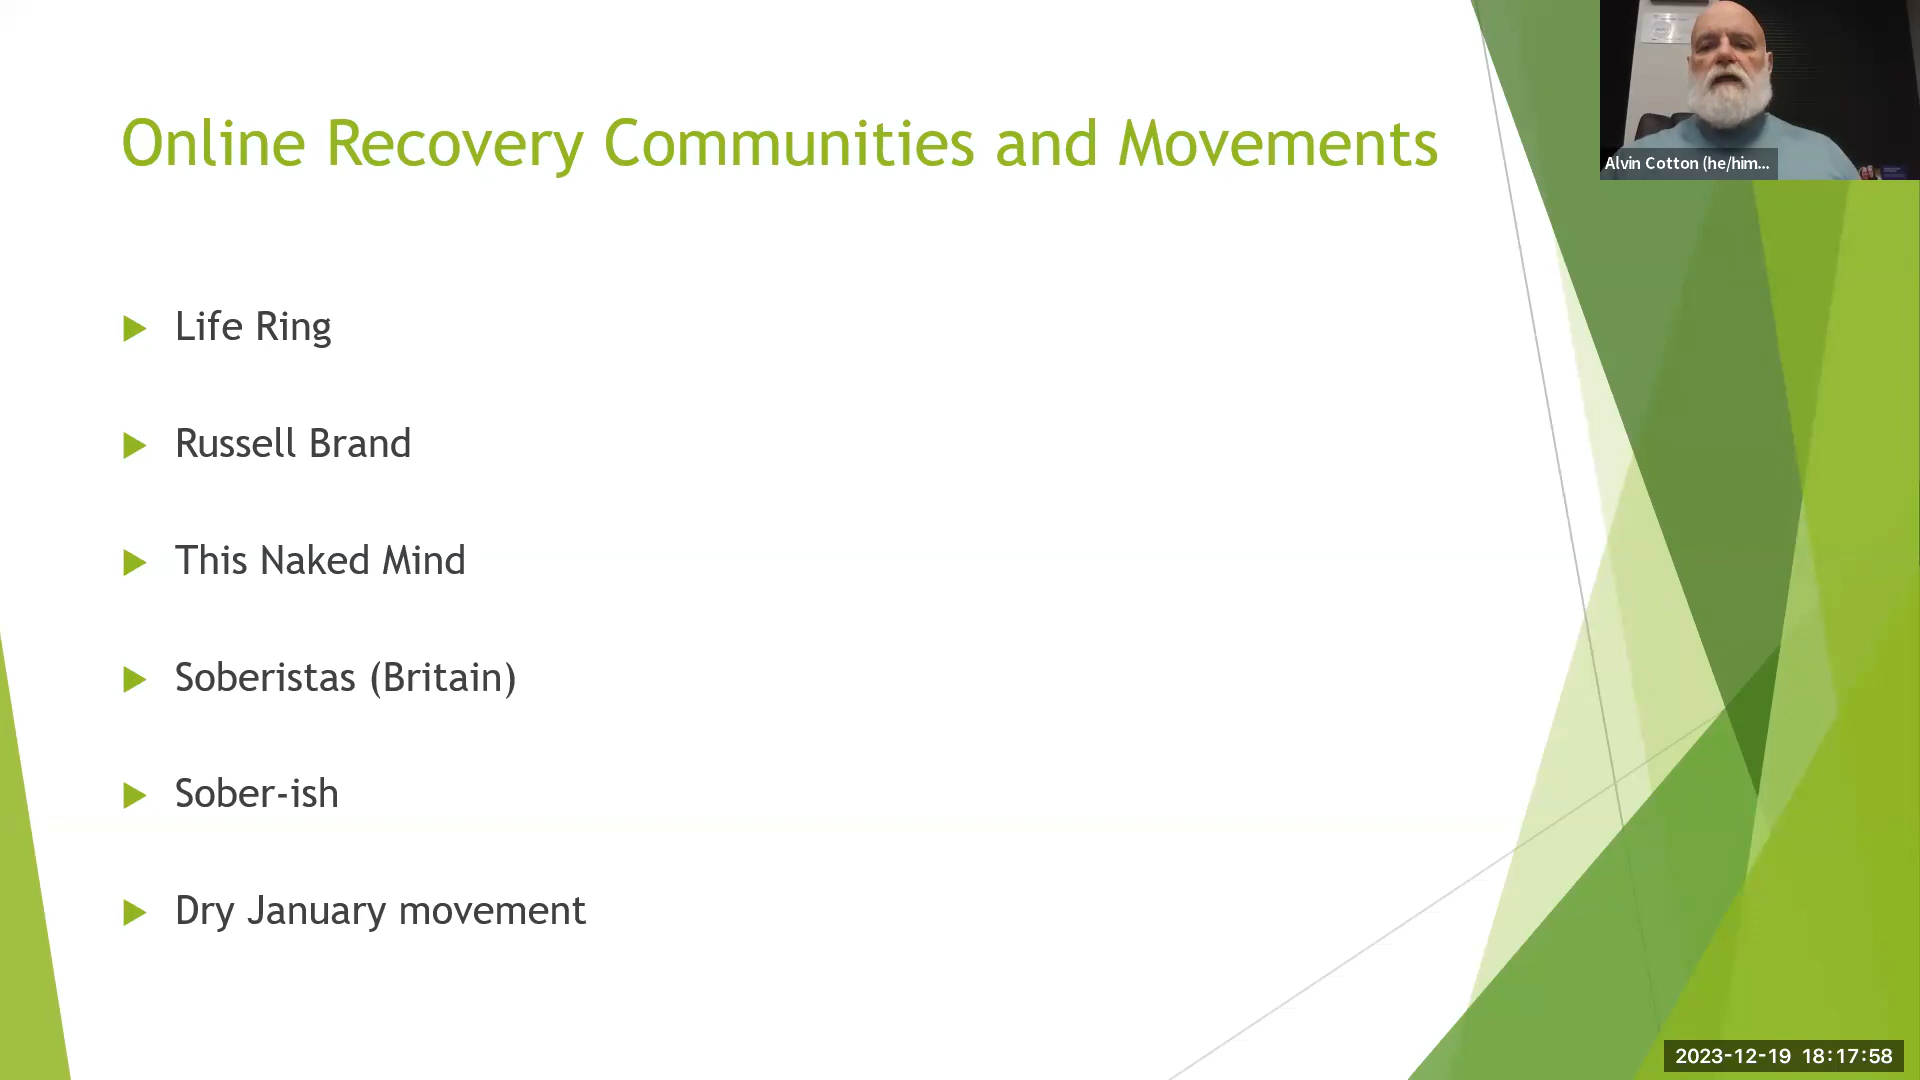 Online Recovery Communities and Movements
Life Ring
Russell Brand
This Naked Mind
Soberistas (Britain)
Sober-ish
Dry January movement
Alvin Cotton (he/him...
2023-12-19 18:17:58